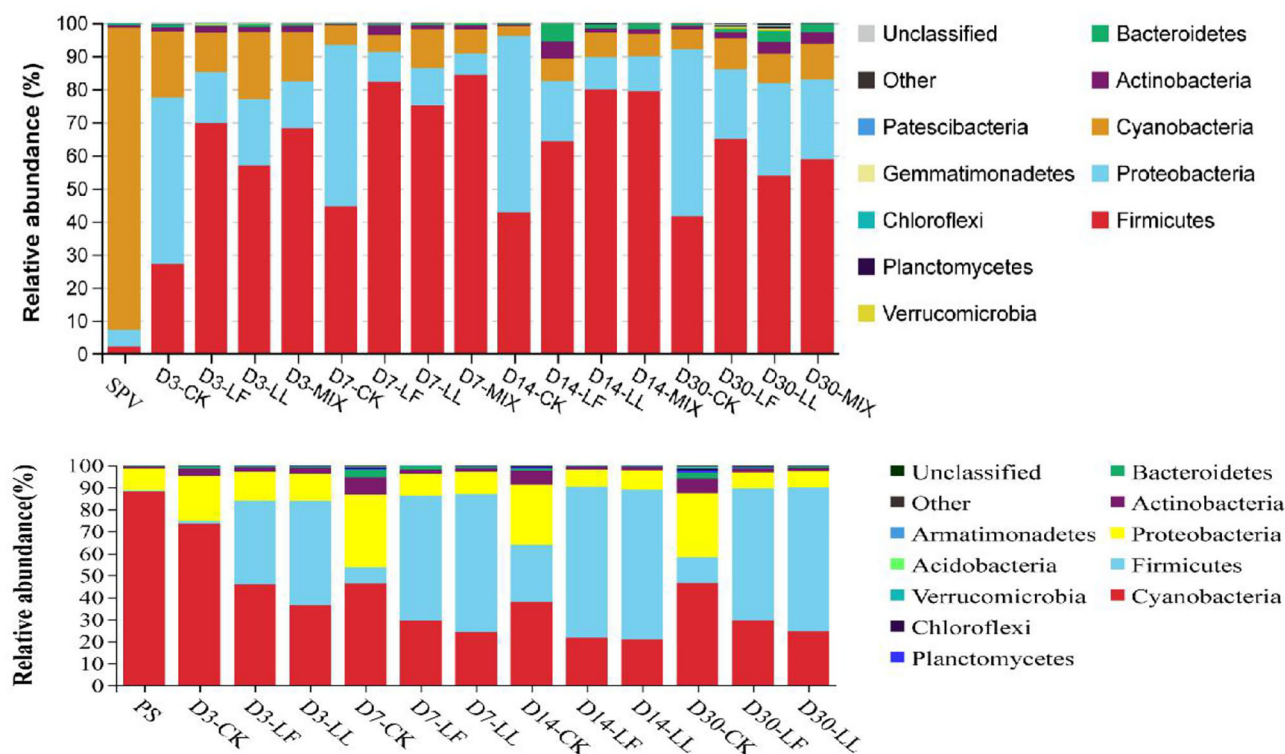 Relative abundance (%)
100
90
80
70
60
50
40
30
20
10
0
SPV
D3-CK
D3-LF
D3-LL
D3-MIX
D7-CK
D7-LF
D7-LL
D7-MIX
D14-CK
D14-LF
D14-LL
D14-MIX
D30-CK
D30-LF
D30-LL
D30-MIX
Unclassified
Other
Patescibacteria
Gemmatimonadetes
Chloroflexi
Planctomycetes
Verrucomicrobia
Bacteroidetes
Actinobacteria
Cyanobacteria
Proteobacteria
Firmicutes
Relative abundance(%)
100
90
80
70
60
50
40
30
20
10
0
PS
D3-CK
D3-LF
D3-LL
D7-CK
D7-LF
D7-LL
D14-CK
D14-LF
D14-LL
D30-CK
D30-LF
D30-LL
Unclassified
Other
Armatimonadetes
Acidobacteria
Verrucomicrobia
Chloroflexi
Planctomycetes
Bacteroidetes
Actinobacteria
Proteobacteria
Firmicutes
Cyanobacteria